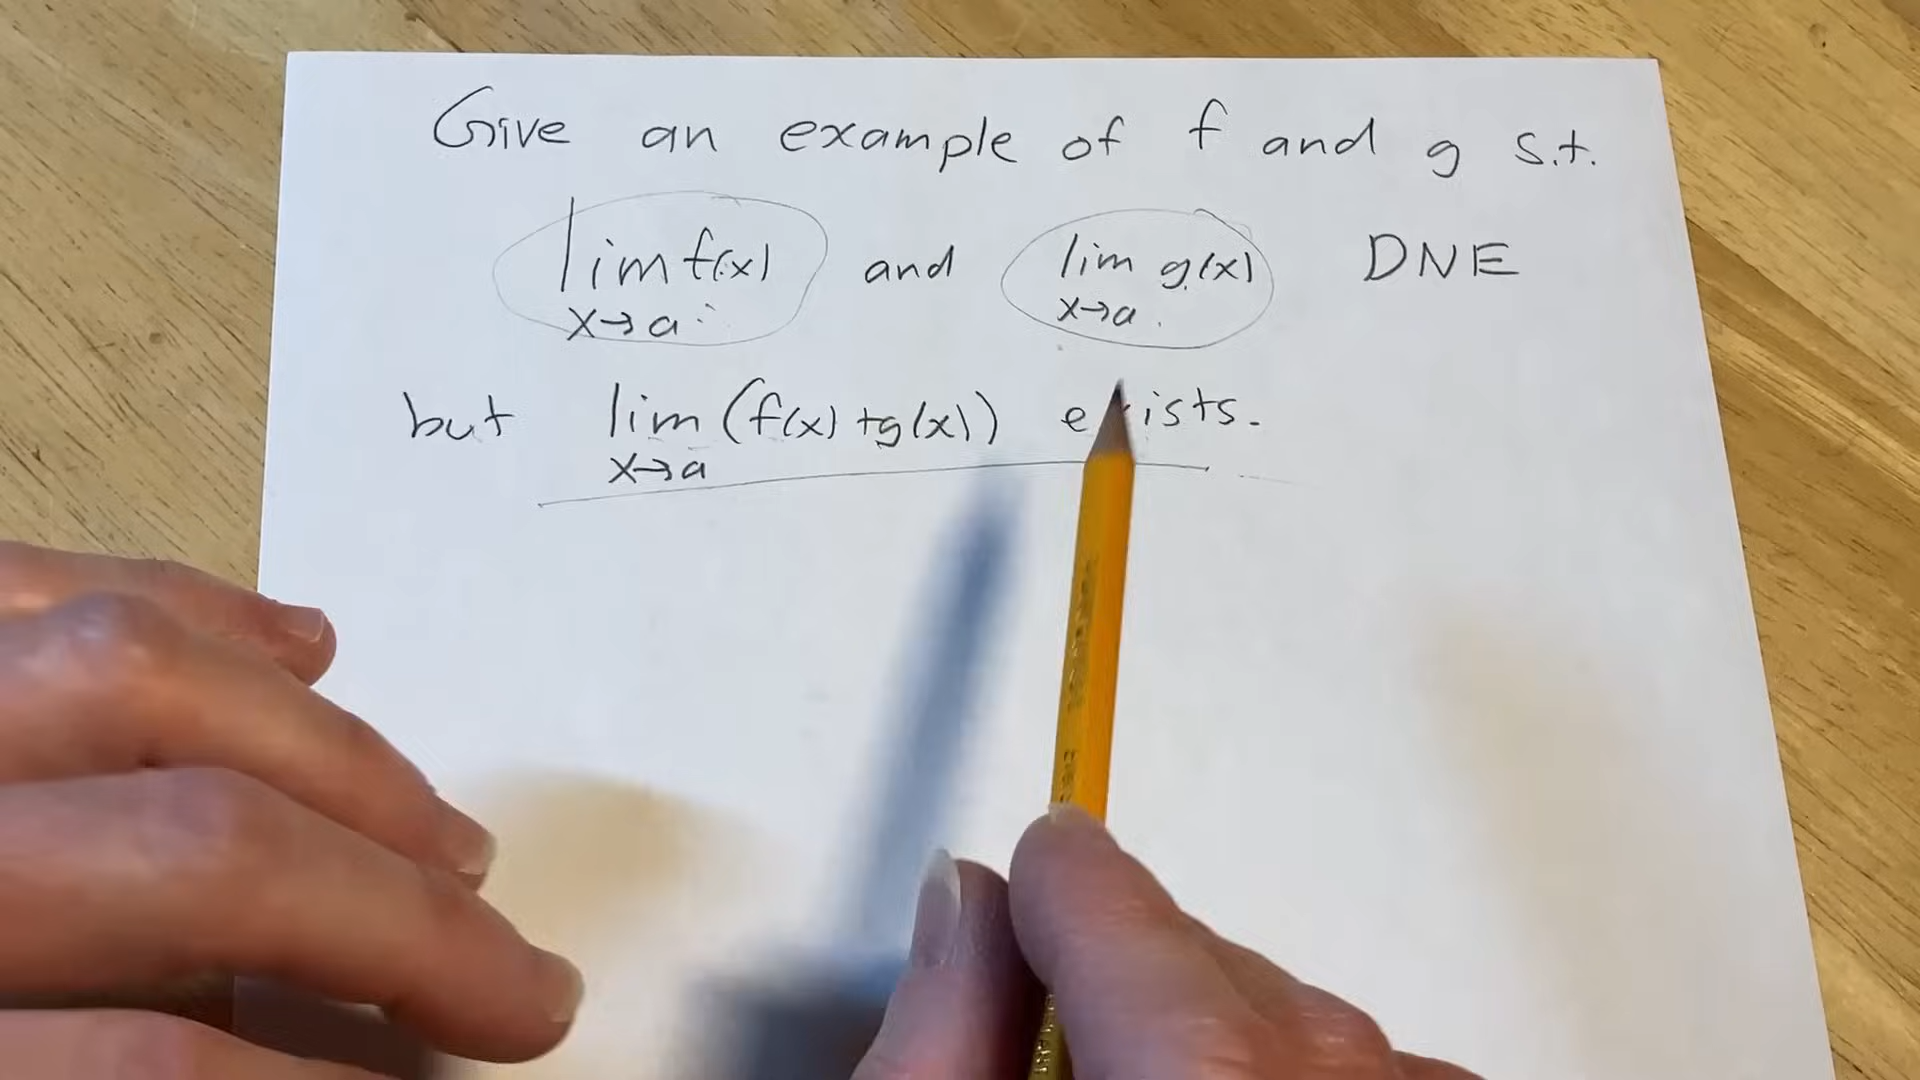 Give an example of f and g s.t.
lim f(x) and lim g(x) DNE
x→a x→a
but lim (f(x)+g(x)) exists.
x→a